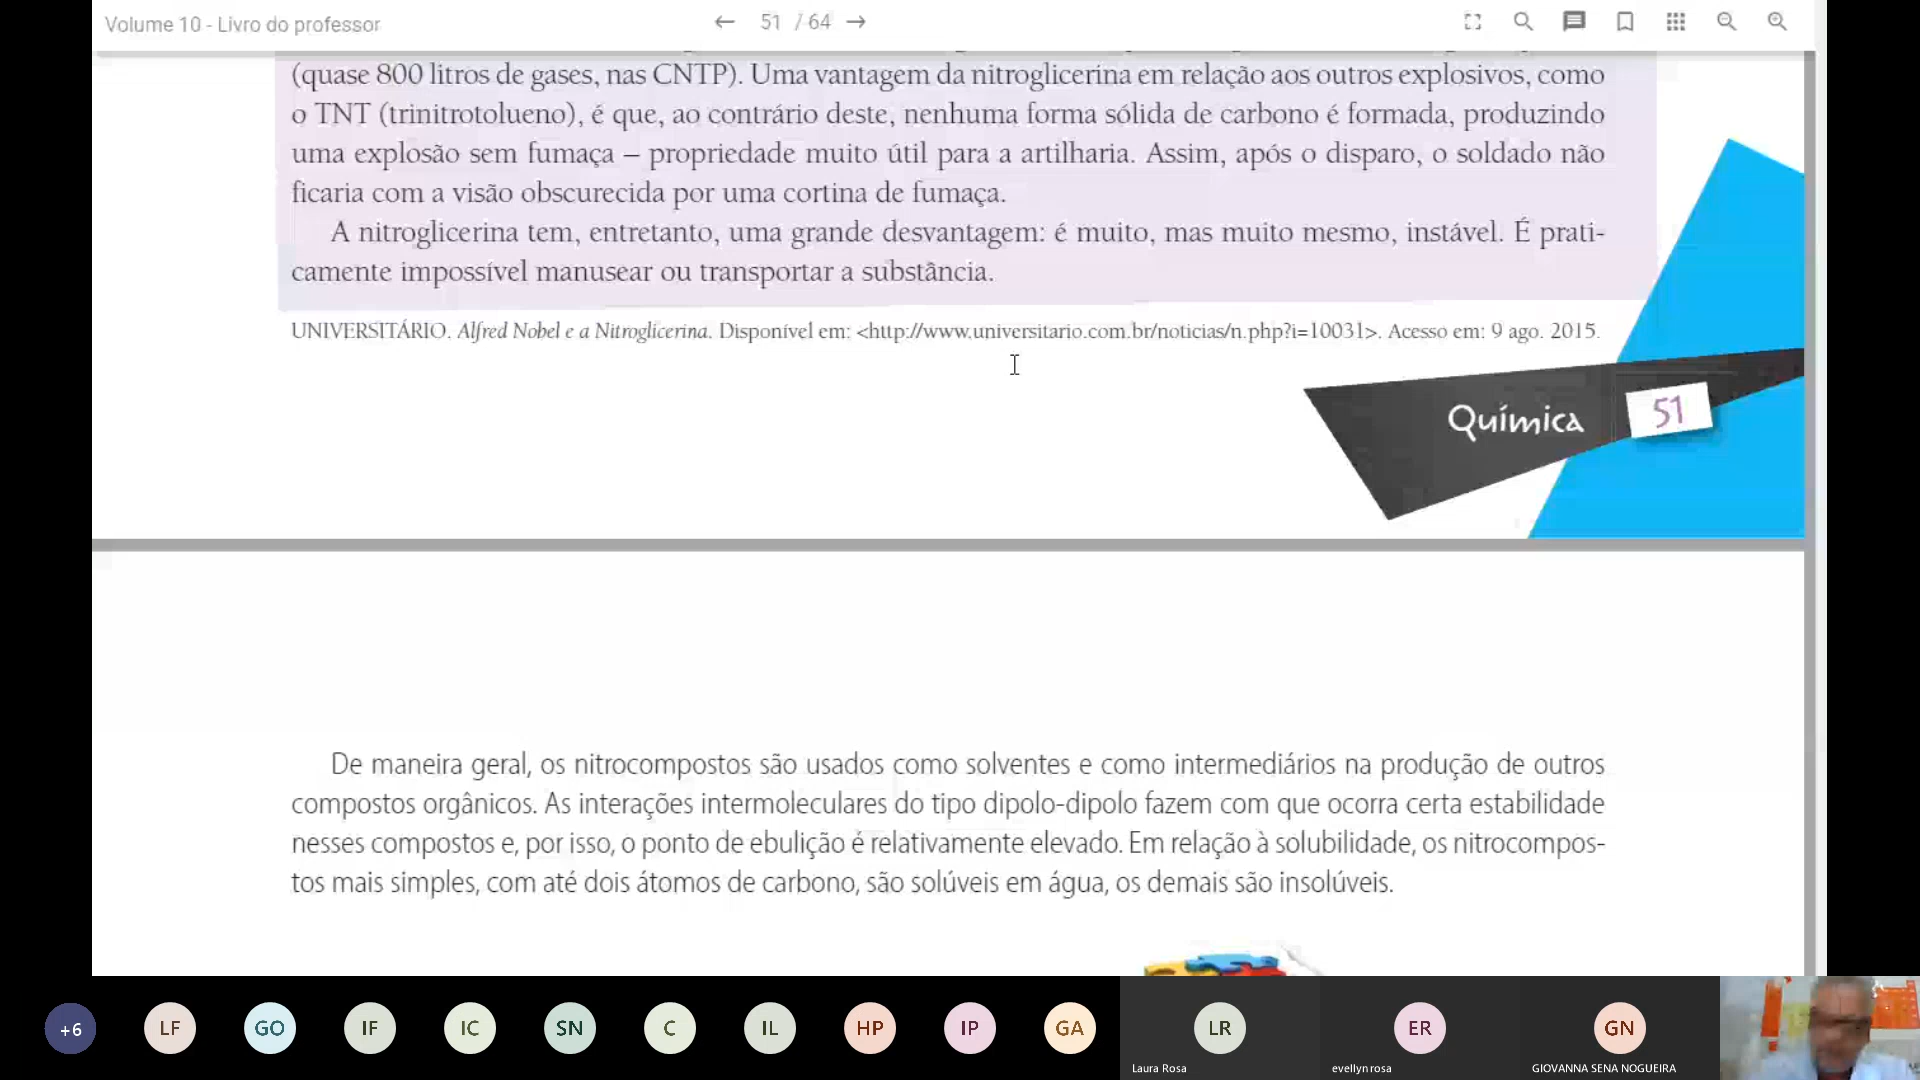 Volume 10 - Livro do professor
51 / 64
(quase 800 litros de gases, nas CNTP). Uma vantagem da nitroglicerina em relação aos outros explosivos, como
o TNT (trinitrotolueno), é que, ao contrário deste, nenhuma forma sólida de carbono é formada, produzindo
uma explosão sem fumaça – propriedade muito útil para a artilharia. Assim, após o disparo, o soldado não
ficaria com a visão obscurecida por uma cortina de fumaça.
A nitroglicerina tem, entretanto, uma grande desvantagem: é muito, mas muito mesmo, instável. É prati-
camente impossível manusear ou transportar a substância.
UNIVERSITÁRIO. Alfred Nobel e a Nitroglicerina. Disponível em: <http://www.universitario.com.br/noticias/n.php?i=10031>. Acesso em: 9 ago. 2015.
Química 51
De maneira geral, os nitrocompostos são usados como solventes e como intermediários na produção de outros
compostos orgânicos. As interações intermoleculares do tipo dipolo-dipolo fazem com que ocorra certa estabilidade
nesses compostos e, por isso, o ponto de ebulição é relativamente elevado. Em relação à solubilidade, os nitrocompos-
tos mais simples, com até dois átomos de carbono, são solúveis em água, os demais são insolúveis.
+6 LF GO IF IC SN C IL HP IP GA LR ER GN
Laura Rosa evellyn rosa GIOVANNA SENA NOGUEIRA